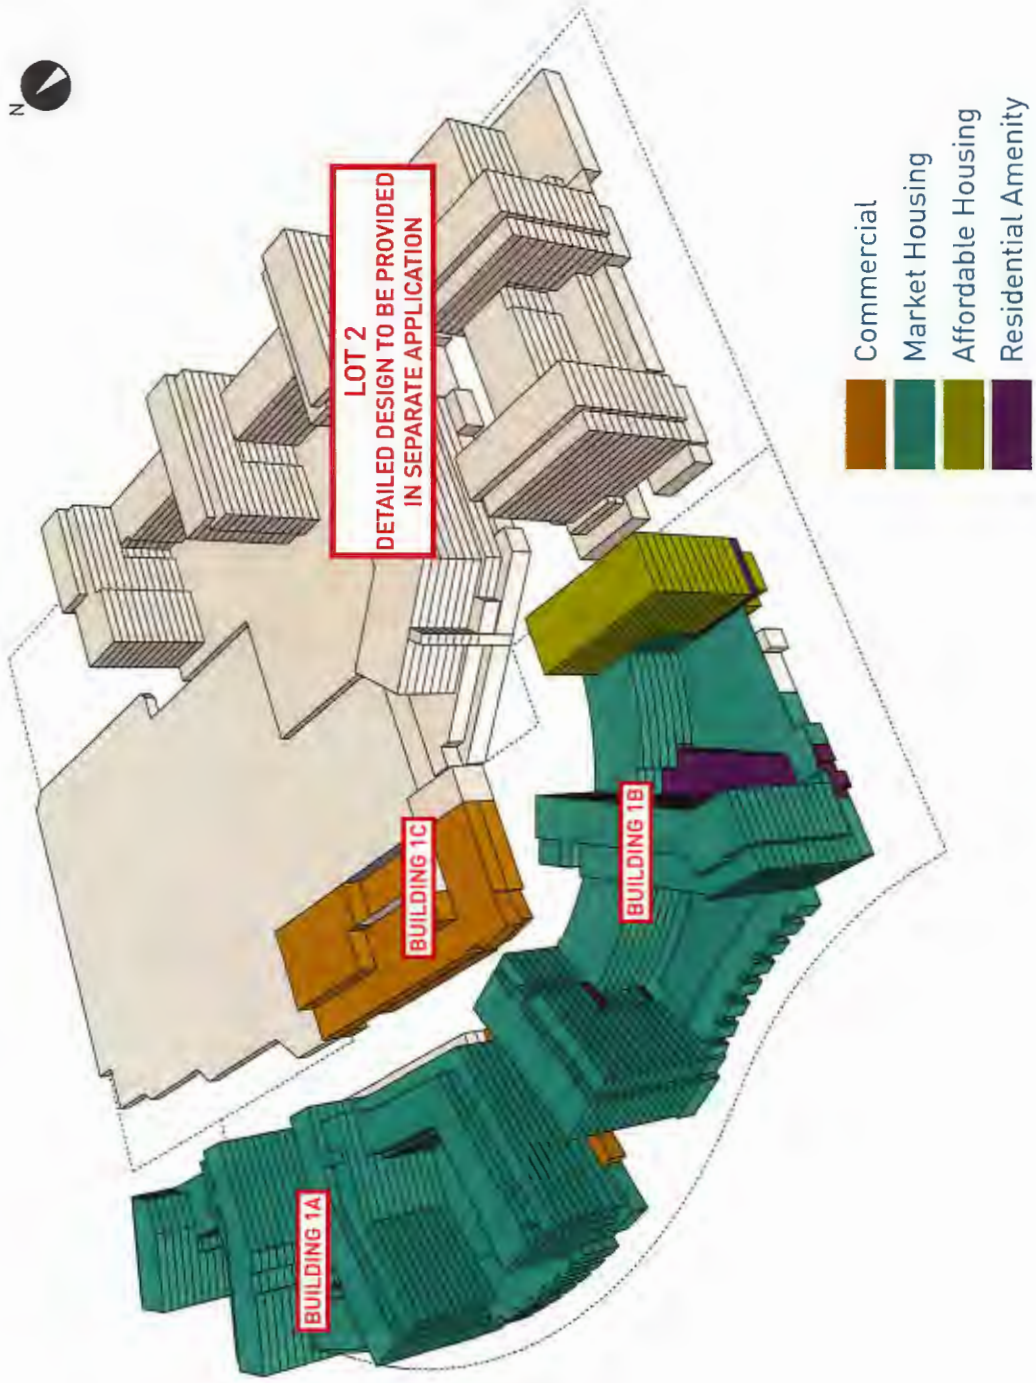 N
LOT 2
DETAILED DESIGN TO BE PROVIDED
IN SEPARATE APPLICATION
BUILDING 1C
BUILDING 1B
BUILDING 1A
Commercial
Market Housing
Affordable Housing
Residential Amenity